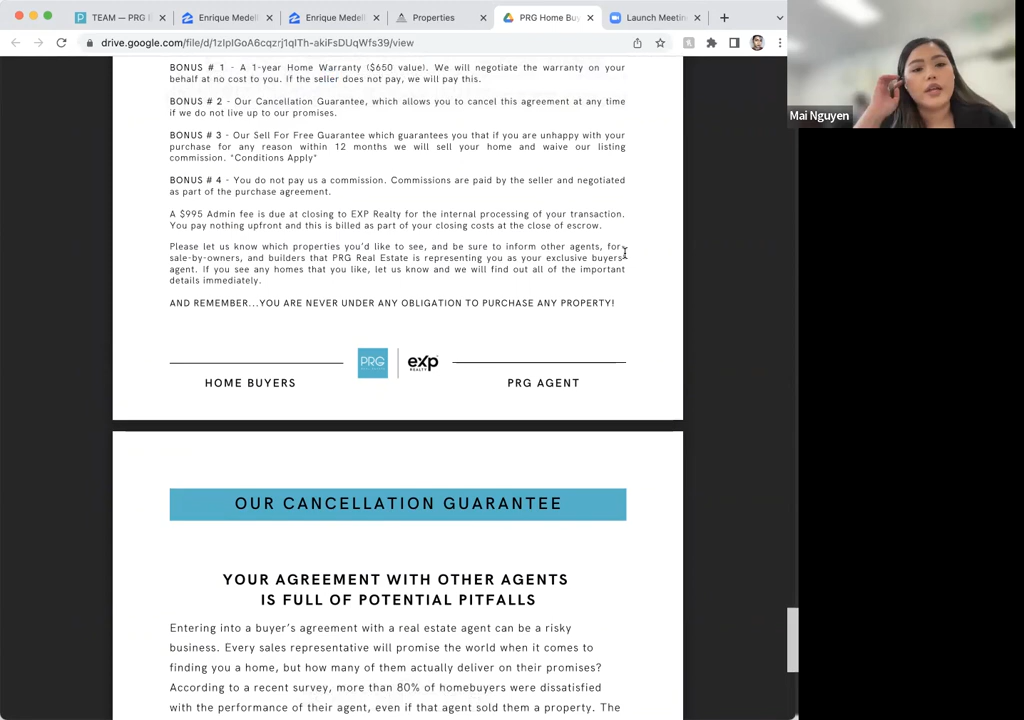 TEAM — PRG
Enrique Medel
Enrique Medel
Properties
PRG Home Buy
Launch Meetin
drive.google.com/file/d/1zIpIGoA6cqzrj1qITh-akiFsDUqWfs39/view
BONUS # 1 - A 1-year Home Warranty ($650 value). We will negotiate the warranty on your
behalf at no cost to you. If the seller does not pay, we will pay this.
BONUS # 2 - Our Cancellation Guarantee, which allows you to cancel this agreement at any time
if we do not live up to our promises.
BONUS # 3 - Our Sell For Free Guarantee which guarantees you that if you are unhappy with your
purchase for any reason within 12 months we will sell your home and waive our listing
commission. *Conditions Apply*
BONUS # 4 - You do not pay us a commission. Commissions are paid by the seller and negotiated
as part of the purchase agreement.
A $995 Admin fee is due at closing to EXP Realty for the internal processing of your transaction.
You pay nothing upfront and this is billed as part of your closing costs at the close of escrow.
Please let us know which properties you'd like to see, and be sure to inform other agents, for-
sale-by-owners, and builders that PRG Real Estate is representing you as your exclusive buyers
agent. If you see any homes that you like, let us know and we will find out all of the important
details immediately.
AND REMEMBER...YOU ARE NEVER UNDER ANY OBLIGATION TO PURCHASE ANY PROPERTY!
PRG
exp
REALTY
HOME BUYERS
PRG AGENT
OUR CANCELLATION GUARANTEE
YOUR AGREEMENT WITH OTHER AGENTS
IS FULL OF POTENTIAL PITFALLS
Entering into a buyer's agreement with a real estate agent can be a risky
business. Every sales representative will promise the world when it comes to
finding you a home, but how many of them actually deliver on their promises?
According to a recent survey, more than 80% of homebuyers were dissatisfied
with the performance of their agent, even if that agent sold them a property. The
Mai Nguyen